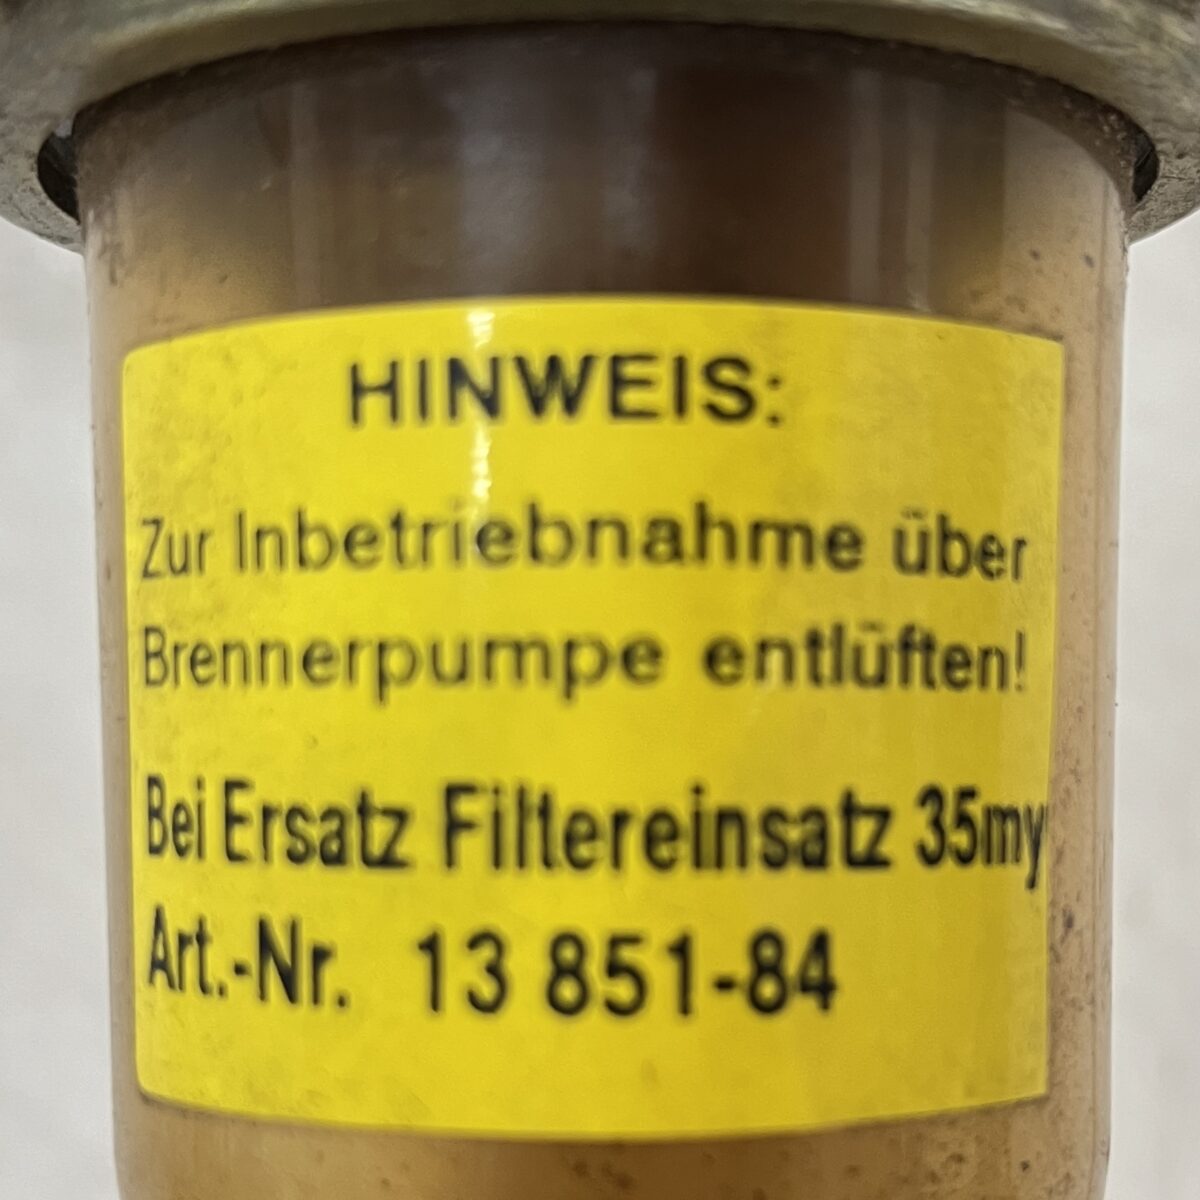 HINWEIS:
Zur Inbetriebnahme über
Brennerpumpe entlüften!
Bei Ersatz Filtereinsatz 35my
Art.-Nr. 13 851-84